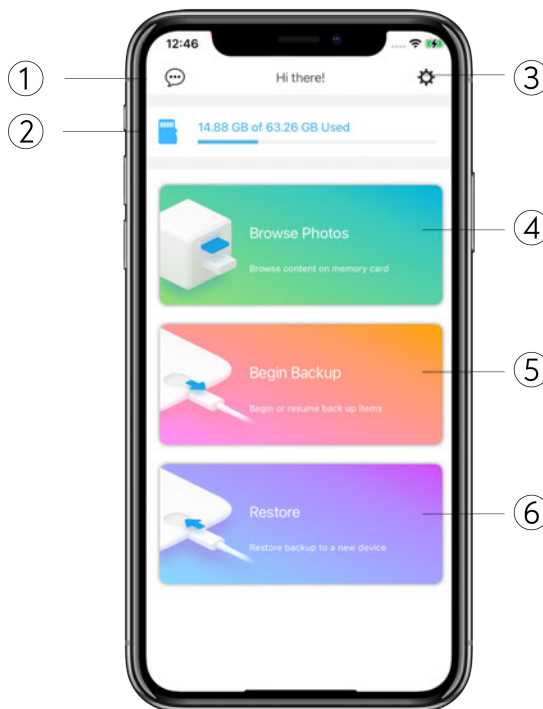 12:46
① Hi there! ③
② 14.88 GB of 63.26 GB Used
Browse Photos ④
Browse content on memory card
Begin Backup ⑤
Begin or resume back up items
Restore ⑥
Restore backup to a new device